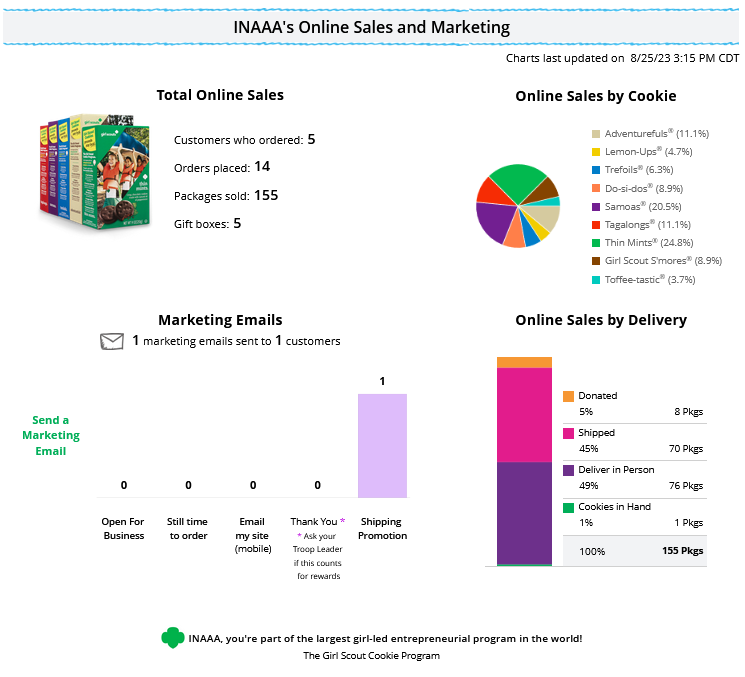 INAAA's Online Sales and Marketing
Charts last updated on 8/25/23 3:15 PM CDT
Total Online Sales
Customers who ordered: 5
Orders placed: 14
Packages sold: 155
Gift boxes: 5
thin mints
Online Sales by Cookie
Adventurefuls® (11.1%)
Lemon-Ups® (4.7%)
Trefoils® (6.3%)
Do-si-dos® (8.9%)
Samoas® (20.5%)
Tagalongs® (11.1%)
Thin Mints® (24.8%)
Girl Scout S'mores® (8.9%)
Toffee-tastic® (3.7%)
Marketing Emails
1 marketing emails sent to 1 customers
Send a
Marketing
Email
0
0
0
0
1
Open For
Business
Still time
to order
Email
my site
(mobile)
Thank You *
* Ask your
Troop Leader
if this counts
for rewards
Shipping
Promotion
Online Sales by Delivery
Donated
5% 8 Pkgs
Shipped
45% 70 Pkgs
Deliver in Person
49% 76 Pkgs
Cookies in Hand
1% 1 Pkgs
100% 155 Pkgs
INAAA, you're part of the largest girl-led entrepreneurial program in the world!
The Girl Scout Cookie Program